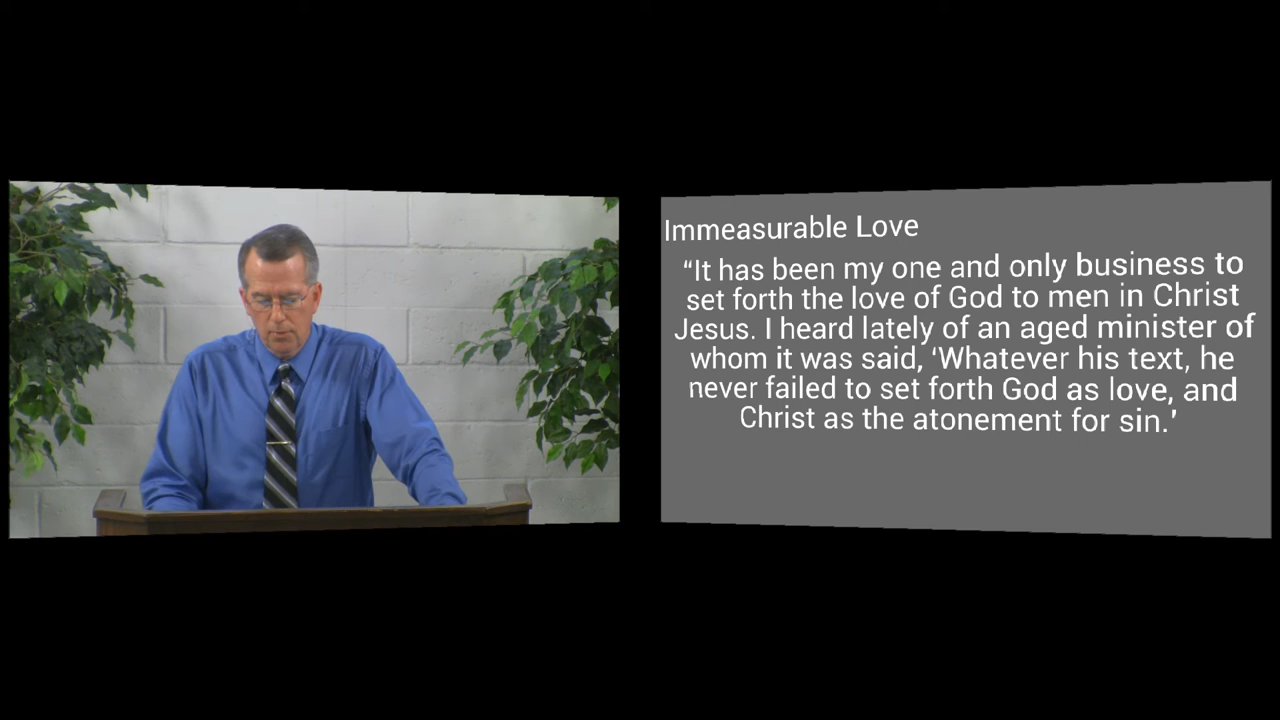 Immeasurable Love
“It has been my one and only business to
set forth the love of God to men in Christ
Jesus. I heard lately of an aged minister of
whom it was said, ‘Whatever his text, he
never failed to set forth God as love, and
Christ as the atonement for sin.’